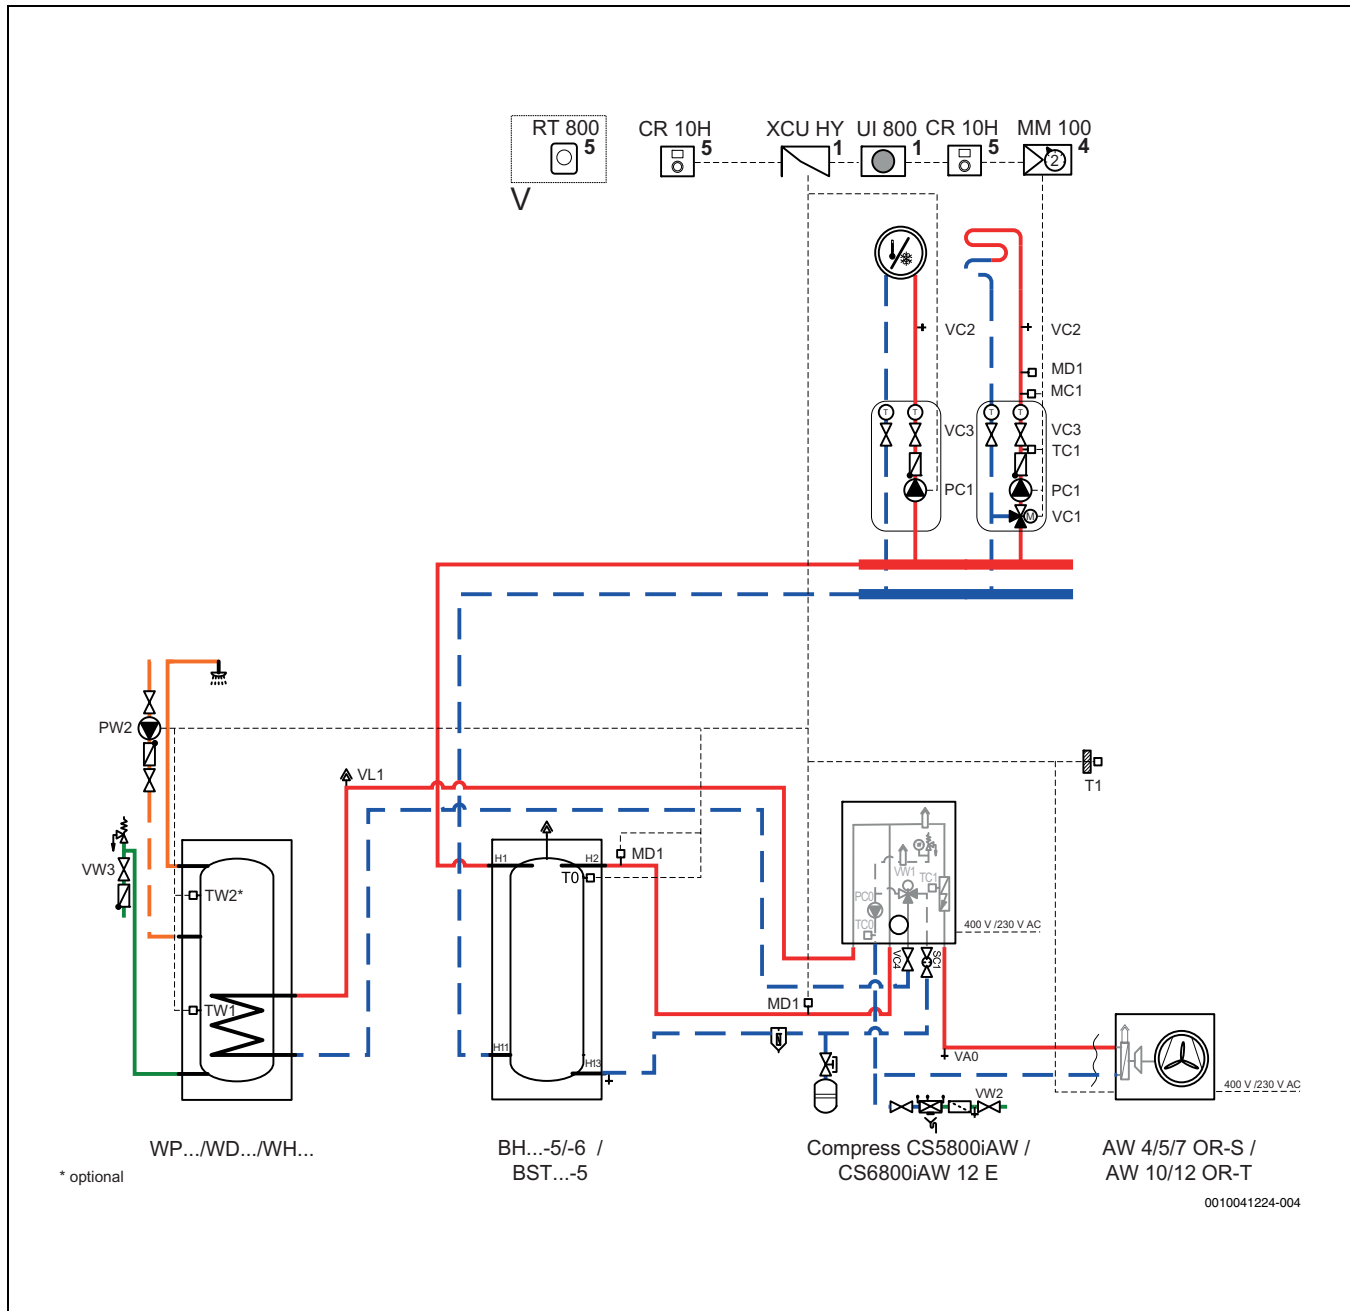 RT 800
5
V
CR 10H
5
XCU HY
1
UI 800
1
CR 10H
5
MM 100
4
2
VC2
VC2
MD1
MC1
T
T
T
T
VC3
VC3
TC1
PC1
PC1
M
VC1
PW2
VL1
T1
VW3
TW2*
TW1
H1
H2
MD1
T0
H11
H13
VW1
TC1
PC0
TC0
VC4
SC1
400 V /230 V AC
MD1
VA0
VW2
400 V /230 V AC
WP.../WD.../WH...
BH...-5/-6 /
BST...-5
Compress CS5800iAW /
CS6800iAW 12 E
AW 4/5/7 OR-S /
AW 10/12 OR-T
* optional
0010041224-004